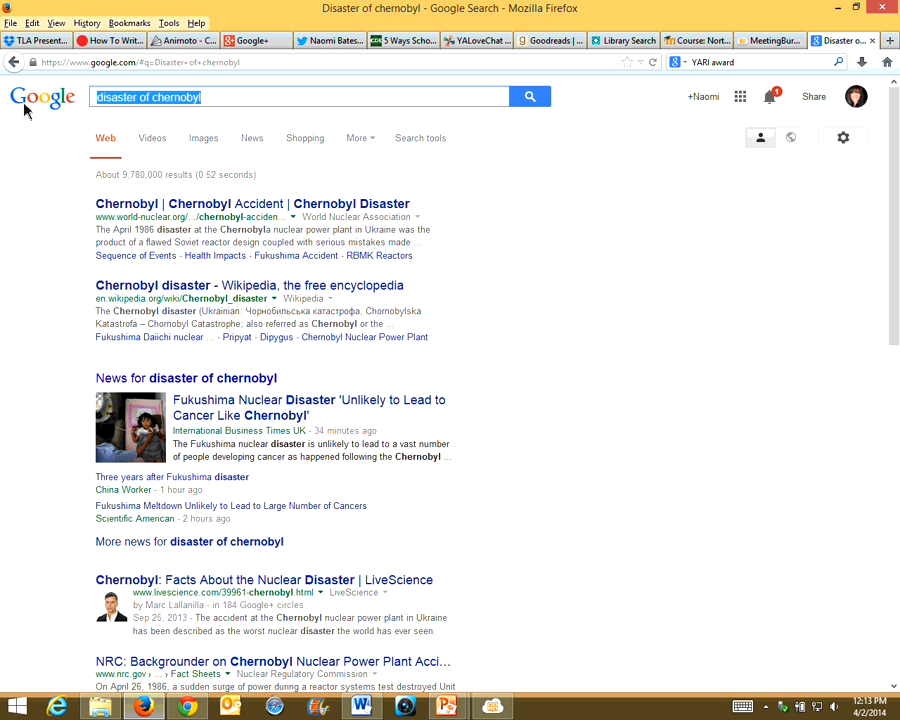 Disaster of chernobyl - Google Search - Mozilla Firefox
File Edit View History Bookmarks Tools Help
TLA Present... How To Writ... Animoto - C... Google+ Naomi Bates... 5 Ways Scho... YALoveChat ... Goodreads | ... Library Search Course: Nort... MeetingBur... Disaster o...
https://www.google.com/#q=Disaster+of+chernobyl
YARI award
Google
disaster of chernobyl
+Naomi 1 Share
Web Videos Images News Shopping More Search tools
About 9,780,000 results (0.52 seconds)
Chernobyl | Chernobyl Accident | Chernobyl Disaster
www.world-nuclear.org/.../chernobyl-acciden... World Nuclear Association
The April 1986 disaster at the Chernobyla nuclear power plant in Ukraine was the
product of a flawed Soviet reactor design coupled with serious mistakes made ...
Sequence of Events - Health Impacts - Fukushima Accident - RBMK Reactors
Chernobyl disaster - Wikipedia, the free encyclopedia
en.wikipedia.org/wiki/Chernobyl_disaster Wikipedia
The Chernobyl disaster (Ukrainian: Чорнобильська катастрофа, Chornobylska
Katastrofa – Chornobyl Catastrophe; also referred as Chernobyl or the ...
Fukushima Daiichi nuclear ... - Pripyat - Dipygus - Chernobyl Nuclear Power Plant
News for disaster of chernobyl
Fukushima Nuclear Disaster 'Unlikely to Lead to
Cancer Like Chernobyl'
International Business Times UK - 34 minutes ago
The Fukushima nuclear disaster is unlikely to lead to a vast number
of people developing cancer as happened following the Chernobyl ...
Three years after Fukushima disaster
China Worker - 1 hour ago
Fukushima Meltdown Unlikely to Lead to Large Number of Cancers
Scientific American - 2 hours ago
More news for disaster of chernobyl
Chernobyl: Facts About the Nuclear Disaster | LiveScience
www.livescience.com/39961-chernobyl.html LiveScience
by Marc Lallanilla - in 184 Google+ circles
Sep 25, 2013 - The accident at the Chernobyl nuclear power plant in Ukraine
has been described as the worst nuclear disaster the world has ever seen.
NRC: Backgrounder on Chernobyl Nuclear Power Plant Acci...
www.nrc.gov › ... › Fact Sheets Nuclear Regulatory Commission
On April 26, 1986, a sudden surge of power during a reactor systems test destroyed Unit
12:13 PM
4/2/2014